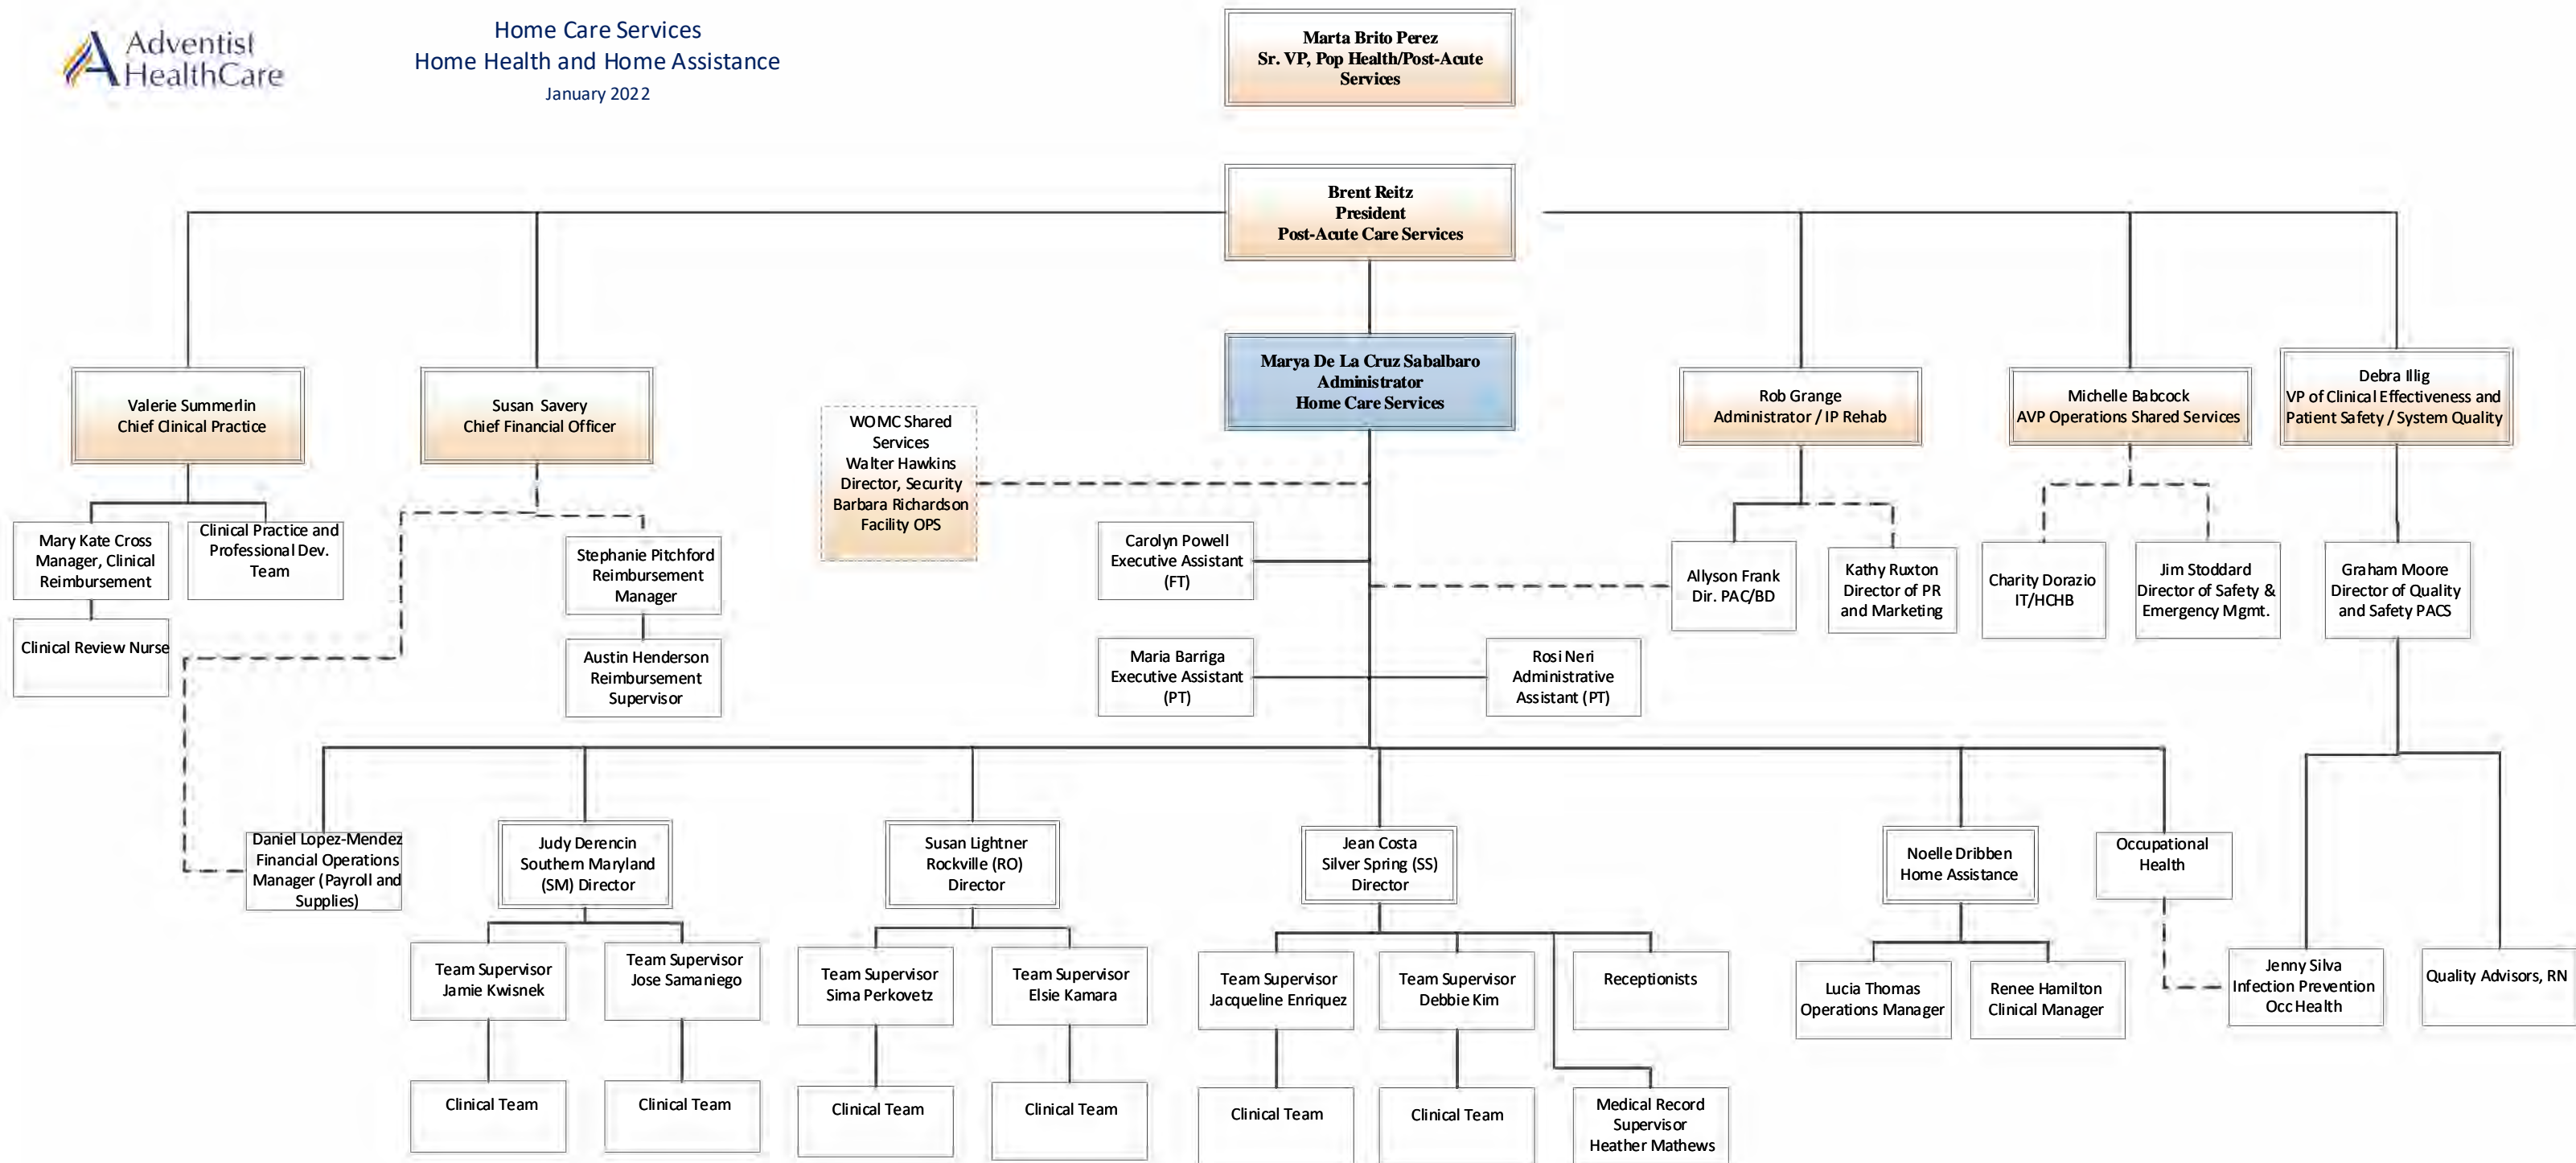 Adventist
HealthCare
Home Care Services
Home Health and Home Assistance
January 2022
Marta Brito Perez
Sr. VP, Pop Health/Post-Acute
Services
Brent Reitz
President
Post-Acute Care Services
Marya De La Cruz Sabalbaro
Administrator
Home Care Services
Valerie Summerlin
Chief Clinical Practice
Susan Savery
Chief Financial Officer
WOMC Shared
Services
Walter Hawkins
Director, Security
Barbara Richardson
Facility OPS
Rob Grange
Administrator / IP Rehab
Michelle Babcock
AVP Operations Shared Services
Debra Illig
VP of Clinical Effectiveness and
Patient Safety / System Quality
Mary Kate Cross
Manager, Clinical
Reimbursement
Clinical Practice and
Professional Dev.
Team
Clinical Review Nurse
Stephanie Pitchford
Reimbursement
Manager
Austin Henderson
Reimbursement
Supervisor
Carolyn Powell
Executive Assistant
(FT)
Maria Barriga
Executive Assistant
(PT)
Rosi Neri
Administrative
Assistant (PT)
Allyson Frank
Dir. PAC/BD
Kathy Ruxton
Director of PR
and Marketing
Charity Dorazio
IT/HCHB
Jim Stoddard
Director of Safety &
Emergency Mgmt.
Graham Moore
Director of Quality
and Safety PACS
Daniel Lopez-Mendez
Financial Operations
Manager (Payroll and
Supplies)
Judy Derencin
Southern Maryland
(SM) Director
Susan Lightner
Rockville (RO)
Director
Jean Costa
Silver Spring (SS)
Director
Noelle Dribben
Home Assistance
Occupational
Health
Team Supervisor
Jamie Kwisnek
Team Supervisor
Jose Samaniego
Team Supervisor
Sima Perkovetz
Team Supervisor
Elsie Kamara
Team Supervisor
Jacqueline Enriquez
Team Supervisor
Debbie Kim
Receptionists
Lucia Thomas
Operations Manager
Renee Hamilton
Clinical Manager
Jenny Silva
Infection Prevention
Occ Health
Quality Advisors, RN
Clinical Team
Clinical Team
Clinical Team
Clinical Team
Clinical Team
Clinical Team
Medical Record
Supervisor
Heather Mathews